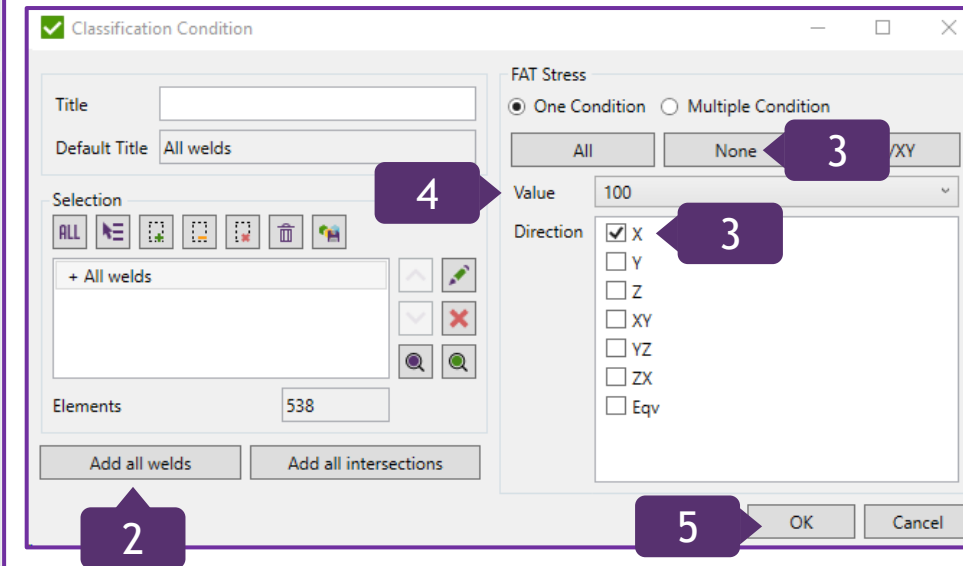 Classification Condition
Title
Default Title All welds
Selection
ALL
+ All welds
Elements 538
Add all welds Add all intersections
2
FAT Stress
One Condition Multiple Condition
All None 3 /XY
4 Value 100
Direction X 3
Y
Z
XY
YZ
ZX
Eqv
5 OK Cancel